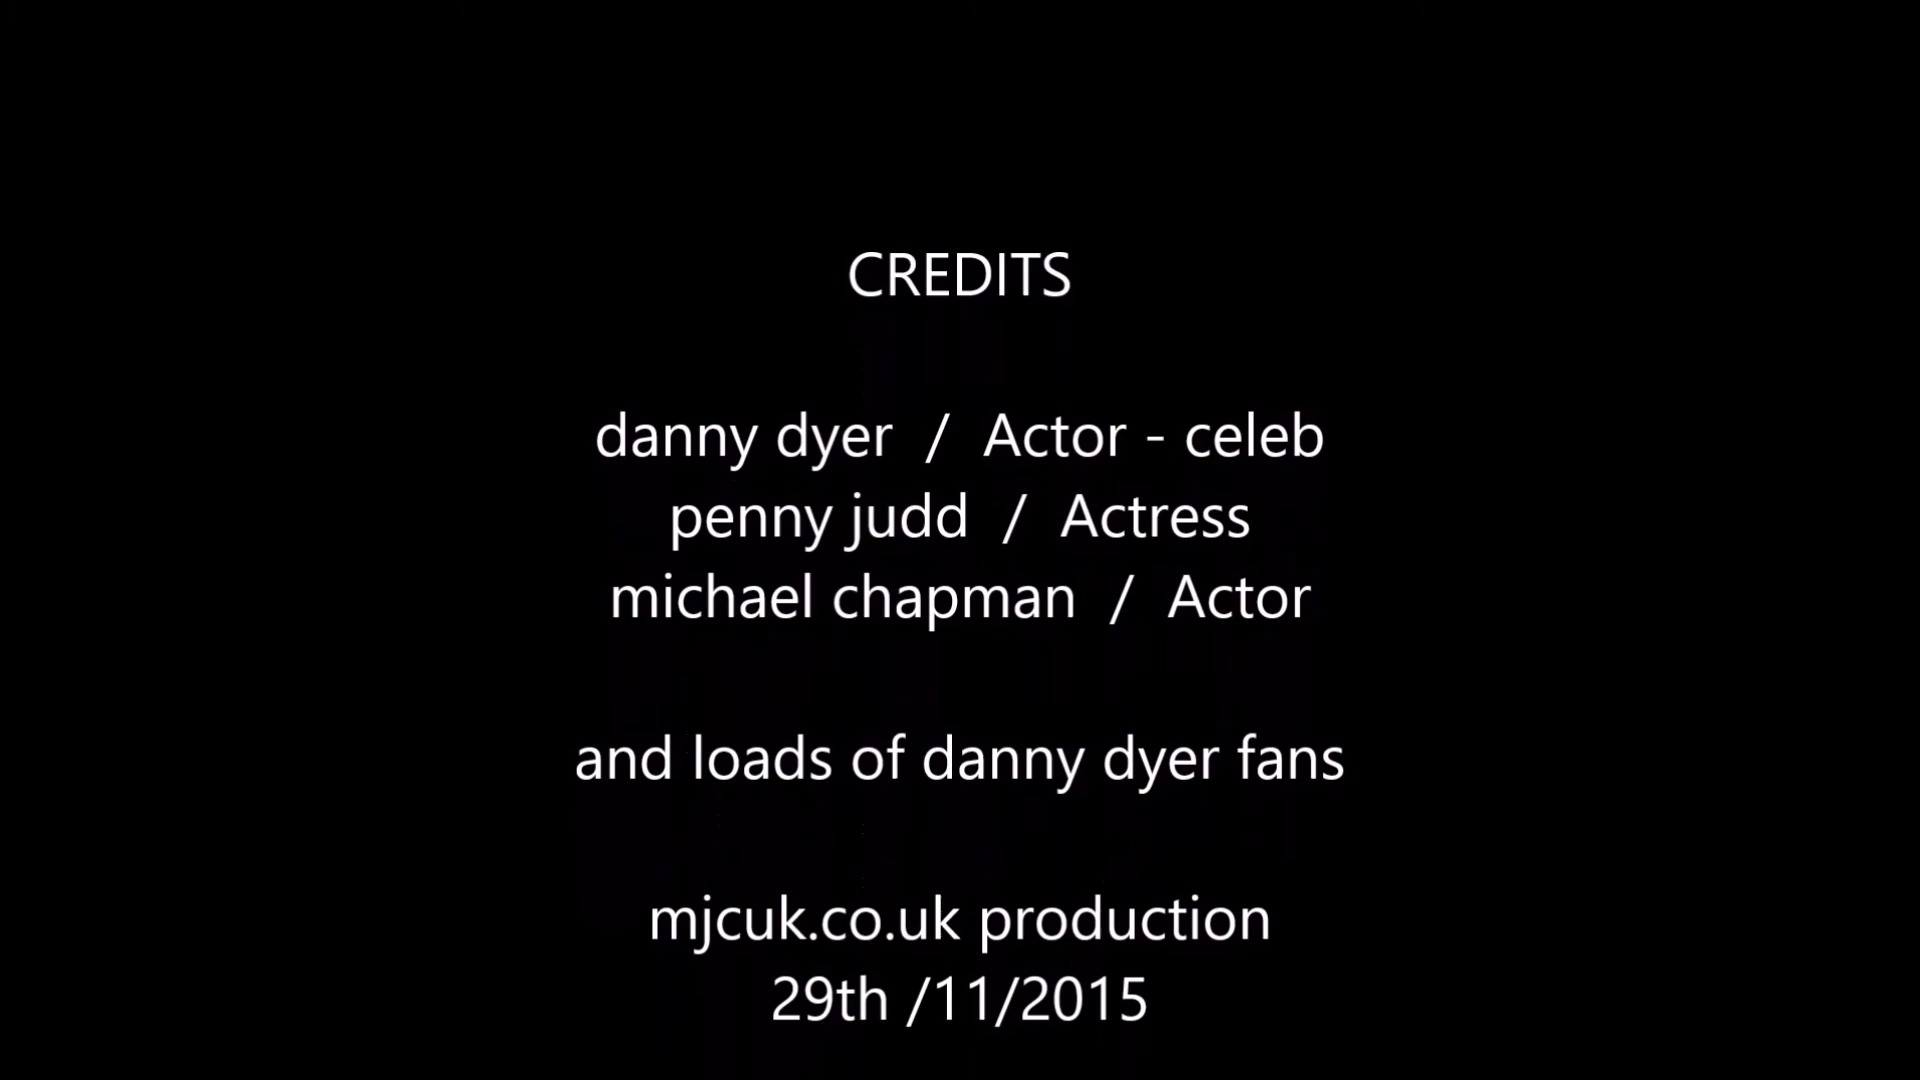 CREDITS
danny dyer / Actor - celeb
penny judd / Actress
michael chapman / Actor
and loads of danny dyer fans
mjcuk.co.uk production
29th /11/2015